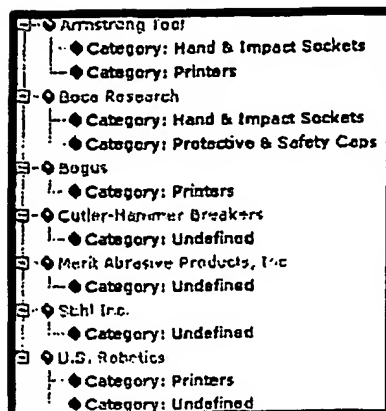 Armstrong Tool
Category: Hand & Impact Sockets
Category: Printers
Boca Research
Category: Hand & Impact Sockets
Category: Protective & Safety Caps
Bogus
Category: Printers
Cutler-Hammer Breakers
Category: Undefined
Merit Abrasive Products, Inc
Category: Undefined
Stahl Inc.
Category: Undefined
U.S. Robotics
Category: Printers
Category: Undefined